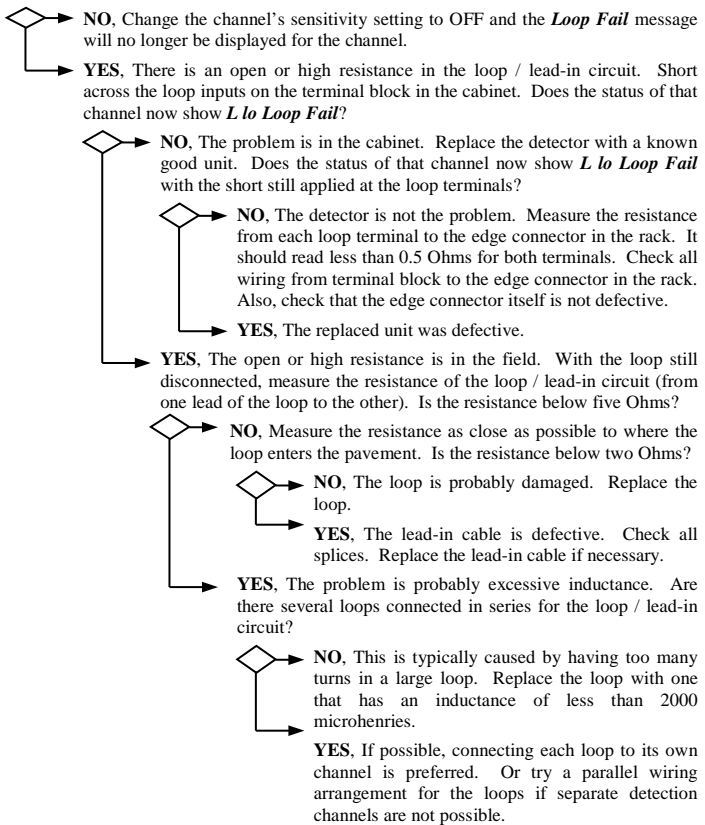 NO, Change the channel's sensitivity setting to OFF and the Loop Fail message
will no longer be displayed for the channel.
YES, There is an open or high resistance in the loop / lead-in circuit. Short
across the loop inputs on the terminal block in the cabinet. Does the status of that
channel now show L lo Loop Fail?
NO, The problem is in the cabinet. Replace the detector with a known
good unit. Does the status of that channel now show L lo Loop Fail
with the short still applied at the loop terminals?
NO, The detector is not the problem. Measure the resistance
from each loop terminal to the edge connector in the rack. It
should read less than 0.5 Ohms for both terminals. Check all
wiring from terminal block to the edge connector in the rack.
Also, check that the edge connector itself is not defective.
YES, The replaced unit was defective.
YES, The open or high resistance is in the field. With the loop still
disconnected, measure the resistance of the loop / lead-in circuit (from
one lead of the loop to the other). Is the resistance below five Ohms?
NO, Measure the resistance as close as possible to where the
loop enters the pavement. Is the resistance below two Ohms?
NO, The loop is probably damaged. Replace the
loop.
YES, The lead-in cable is defective. Check all
splices. Replace the lead-in cable if necessary.
YES, The problem is probably excessive inductance. Are
there several loops connected in series for the loop / lead-in
circuit?
NO, This is typically caused by having too many
turns in a large loop. Replace the loop with one
that has an inductance of less than 2000
microhenries.
YES, If possible, connecting each loop to its own
channel is preferred. Or try a parallel wiring
arrangement for the loops if separate detection
channels are not possible.